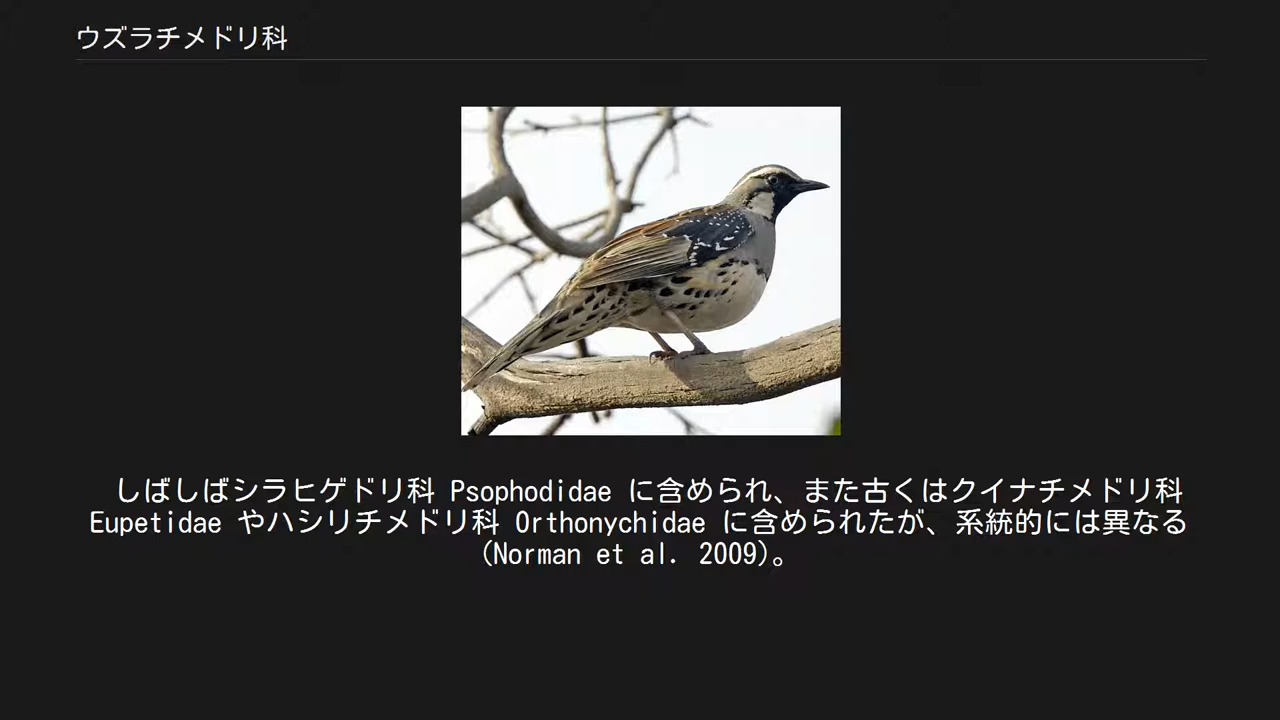 ウズラチメドリ科
しばしばシラヒゲドリ科 Psophodidae に含められ、また古くはクイナチメドリ科
Eupetidae やハシリチメドリ科 Orthonychidae に含められたが、系統的には異なる
(Norman et al. 2009)。